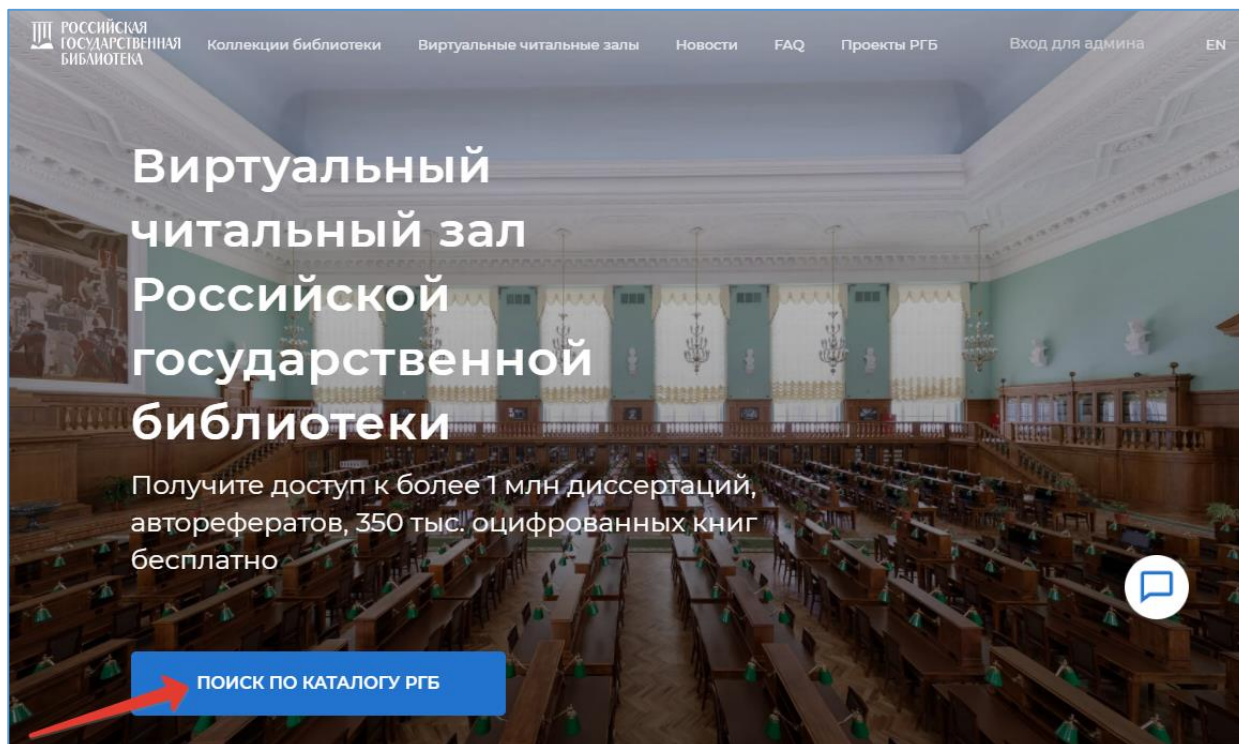 РОССИЙСКАЯ
ГОСУДАРСТВЕННАЯ
БИБЛИОТЕКА
Коллекции библиотеки
Виртуальные читальные залы
Новости
FAQ
Проекты РГБ
Вход для админа
EN
Виртуальный
читальный зал
Российской
государственной
библиотеки
Получите доступ к более 1 млн диссертаций,
авторефератов, 350 тыс. оцифрованных книг
бесплатно
ПОИСК ПО КАТАЛОГУ РГБ